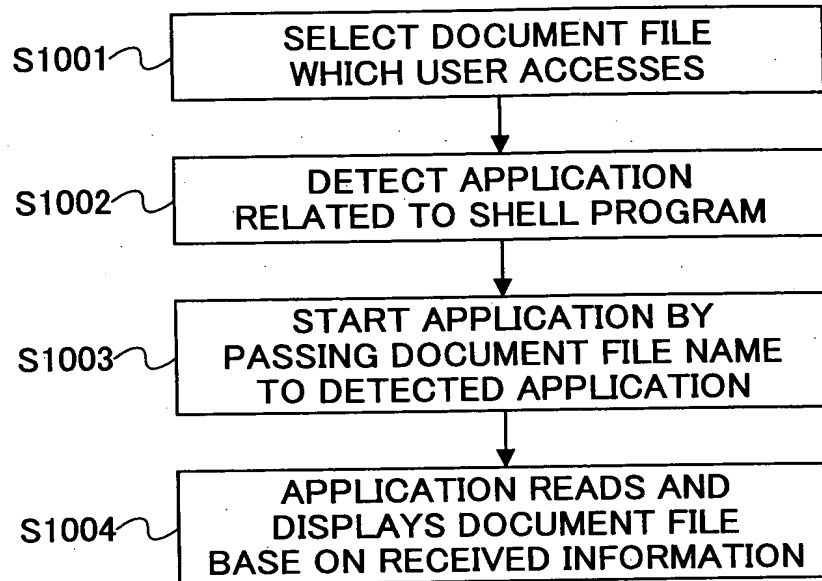 S1001
SELECT DOCUMENT FILE
WHICH USER ACCESSES
S1002
DETECT APPLICATION
RELATED TO SHELL PROGRAM
S1003
START APPLICATION BY
PASSING DOCUMENT FILE NAME
TO DETECTED APPLICATION
S1004
APPLICATION READS AND
DISPLAYS DOCUMENT FILE
BASE ON RECEIVED INFORMATION